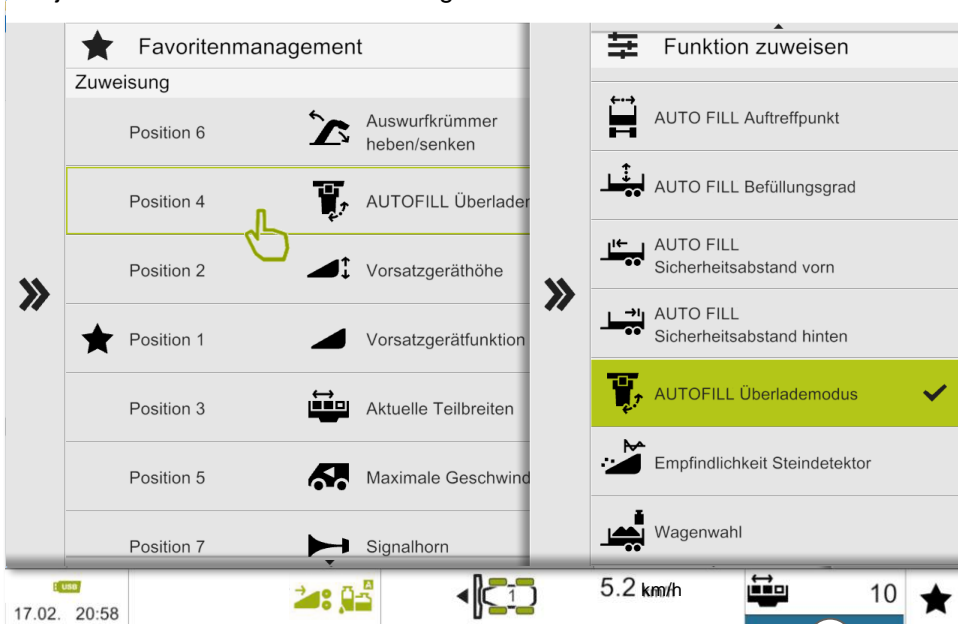 Favoritenmanagement
Zuweisung
Position 6
Auswurfkrümmer
heben/senken
Position 4
AUTOFILL Überlader
Position 2
Vorsatzgeräthöhe
Position 1
Vorsatzgerätfunktion
Position 3
Aktuelle Teilbreiten
Position 5
Maximale Geschwind
Position 7
Signalhorn
Funktion zuweisen
AUTO FILL Auftreffpunkt
AUTO FILL Befüllungsgrad
AUTO FILL
Sicherheitsabstand vorn
AUTO FILL
Sicherheitsabstand hinten
AUTOFILL Überlademodus
Empfindlichkeit Steindetektor
Wagenwahl
USB
17.02. 20:58
A
1
5.2 km/h
10